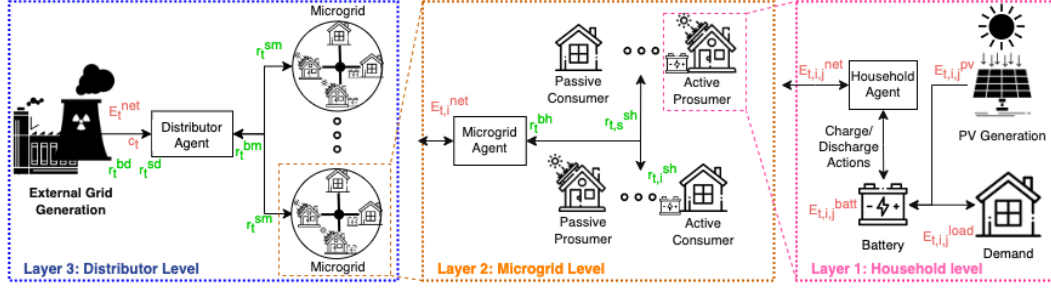 Microgrid
r_t^sm
E_t^net
c_t
r_t^bd
r_t^sd
Distributor
Agent
r_t^bm
External Grid
Generation
r_t^sm
Microgrid
Layer 3: Distributor Level
Passive
Consumer
Active
Prosumer
E_t,i^net
Microgrid
Agent
r_t^bh
r_t,s^sh
r_t,i^sh
Passive
Prosumer
Active
Consumer
Layer 2: Microgrid Level
E_t,i,j^net
Household
Agent
E_t,i,j^pv
PV Generation
Charge/
Discharge
Actions
E_t,i,j^batt
Battery
E_t,i,j^load
Demand
Layer 1: Household level